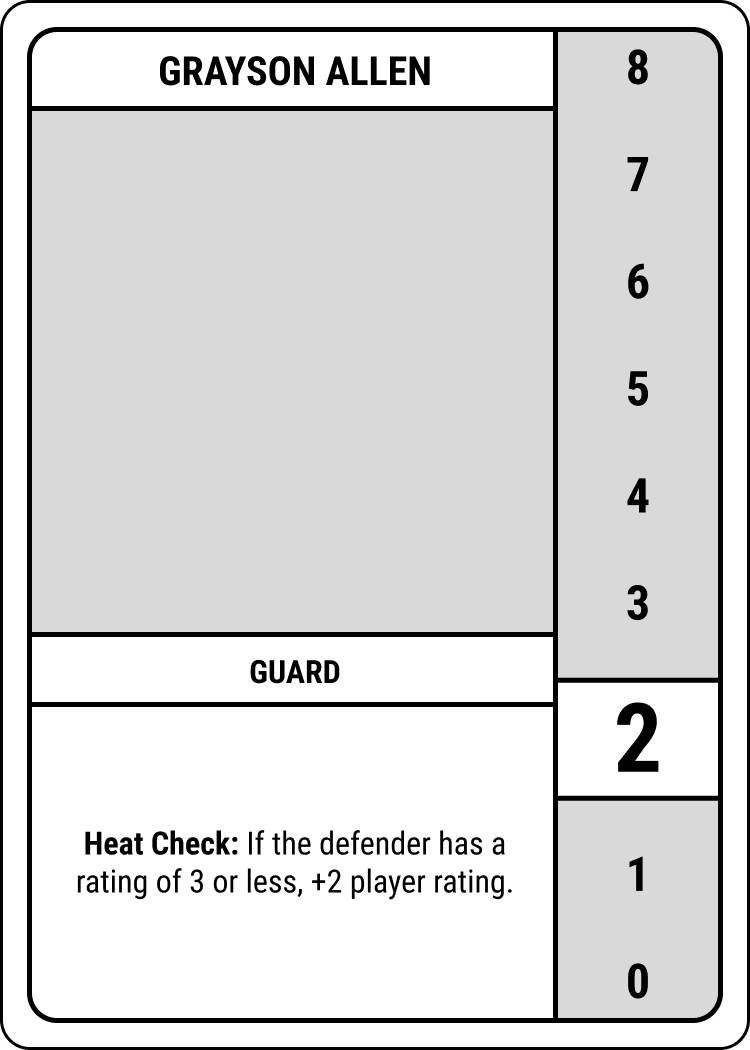 GRAYSON ALLEN
8
7
6
5
4
3
2
1
0
GUARD
Heat Check: If the defender has a
rating of 3 or less, +2 player rating.